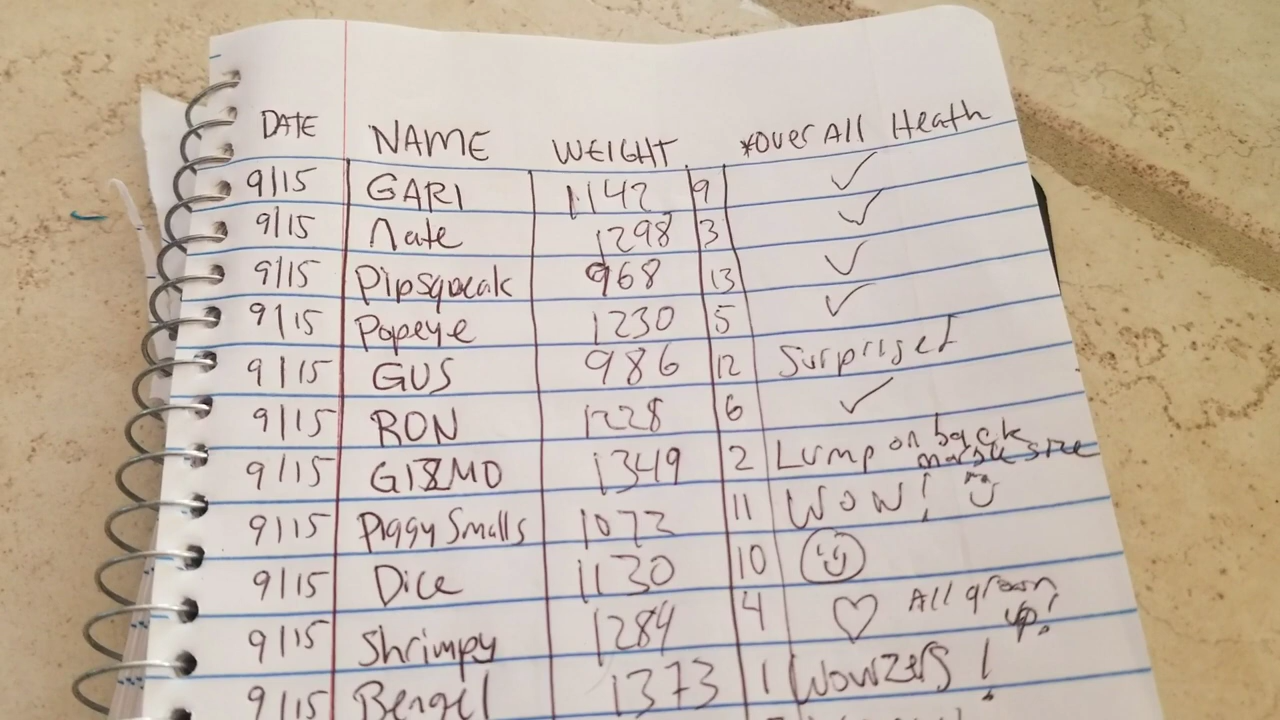 DATE NAME WEIGHT *Over All Heath
9/15 GARI 1142 9 ✓
9/15 Nate 1298 3 ✓
9/15 Pipsqueak 968 13 ✓
9/15 Popeye 1230 5 ✓
9/15 GUS 986 12 Surprised
9/15 RON 1228 6 ✓
9/15 GIZMO 1349 2 Lump on back
marble size
9/15 Piggy Smalls 1072 11 WOW!
9/15 Dice 1130 10
9/15 Shrimpy 1284 4 ♡ All grown
up!
9/15 1373 1 Wowzers!